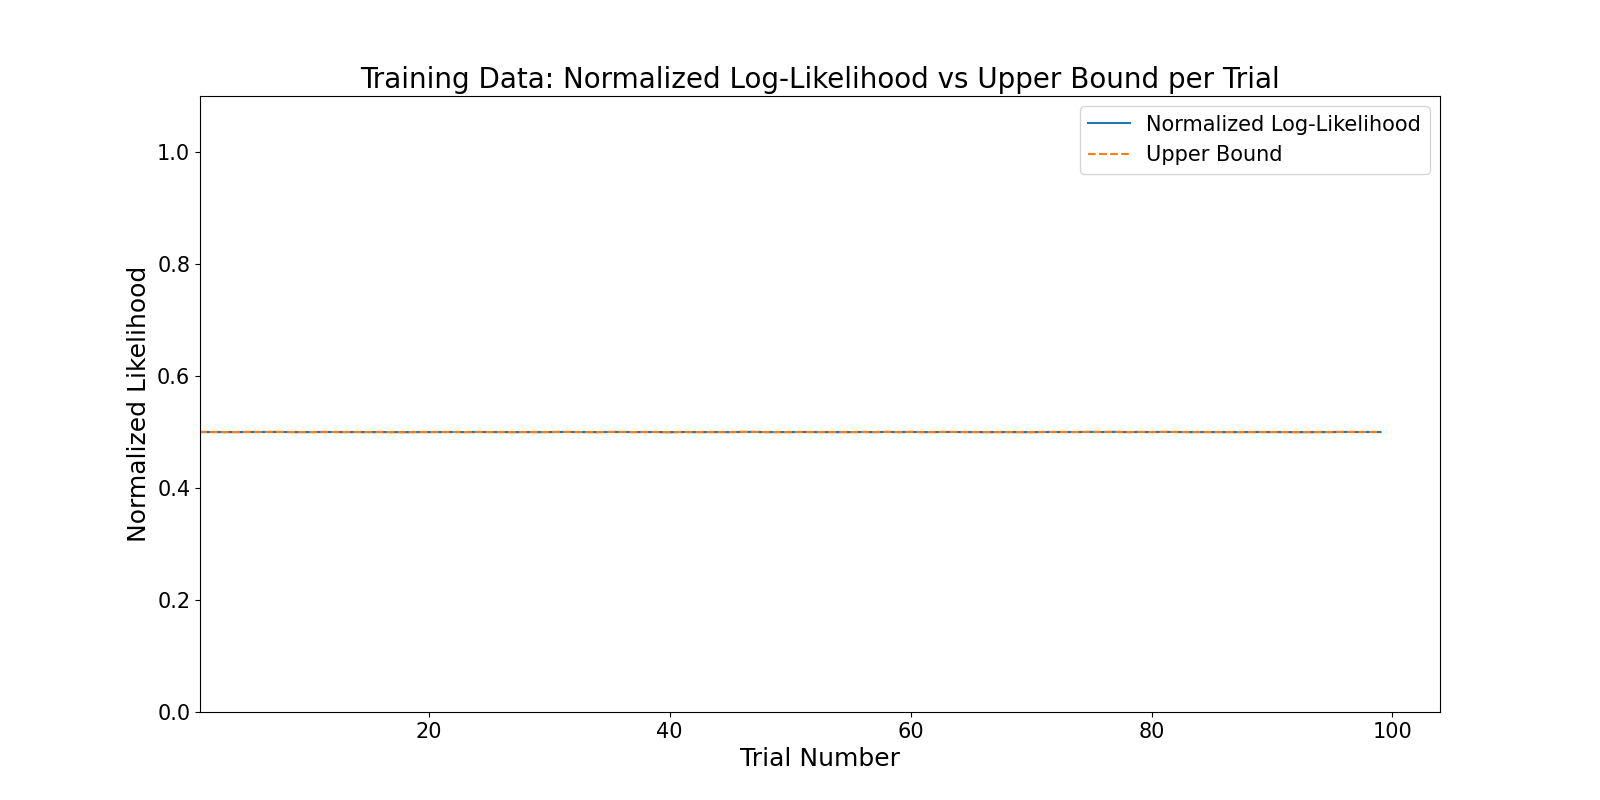 Training Data: Normalized Log-Likelihood vs Upper Bound per Trial
Normalized Log-Likelihood
Upper Bound
Normalized Likelihood
1.0
0.8
0.6
0.4
0.2
0.0
20 40 60 80 100
Trial Number